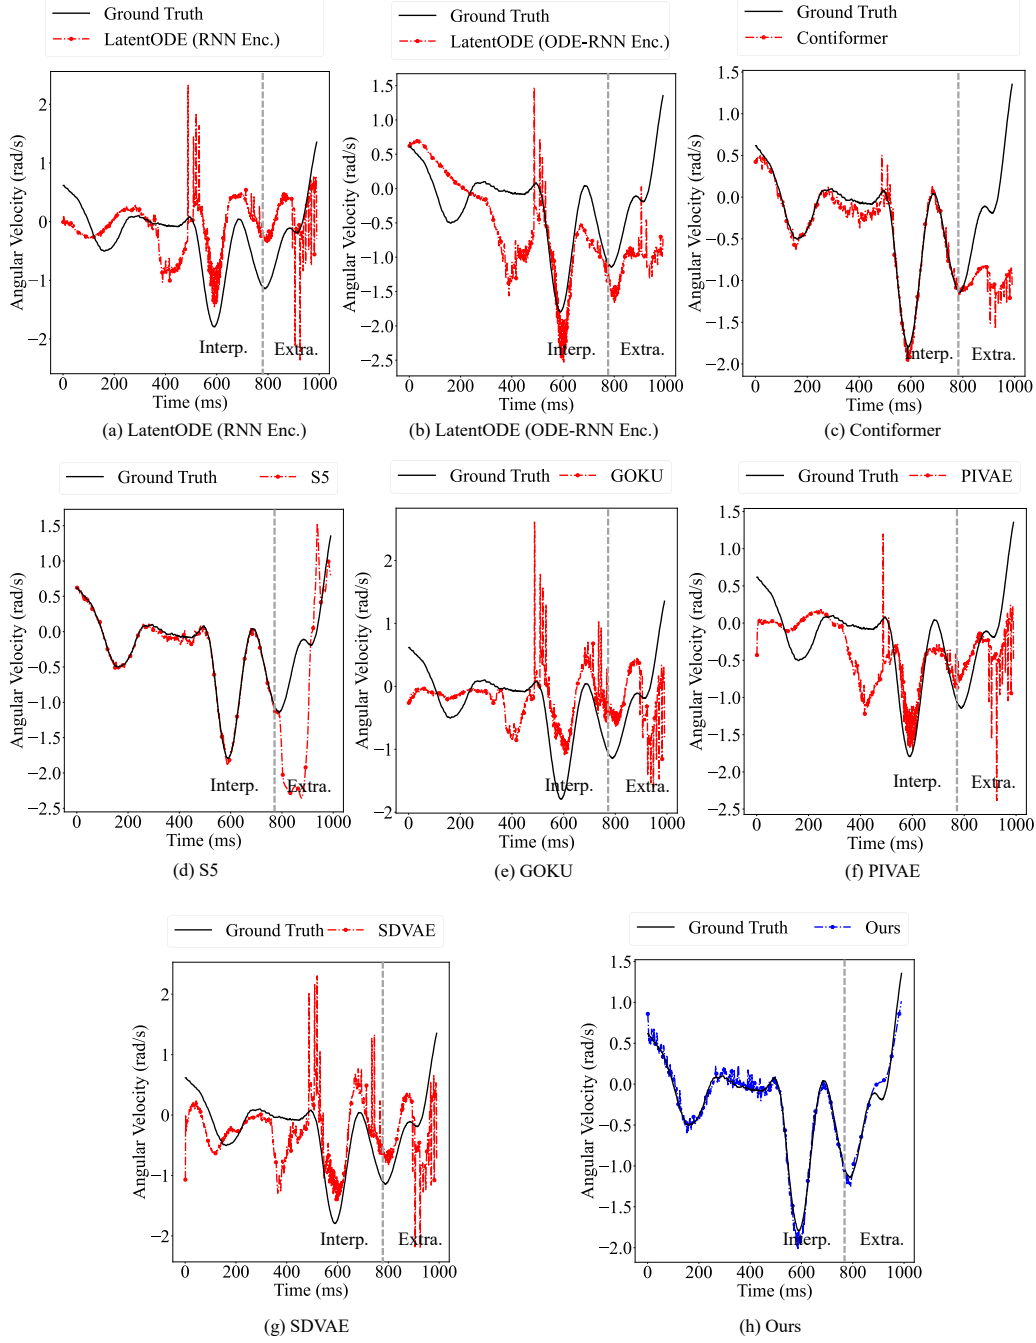 Ground Truth
LatentODE (RNN Enc.)
Angular Velocity (rad/s)
2
1
0
−1
−2
Interp.
Extra.
0 200 400 600 800 1000
Time (ms)
(a) LatentODE (RNN Enc.)
Ground Truth
LatentODE (ODE-RNN Enc.)
Angular Velocity (rad/s)
1.5
1.0
0.5
0.0
−0.5
−1.0
−1.5
−2.0
−2.5
Interp.
Extra.
0 200 400 600 800 1000
Time (ms)
(b) LatentODE (ODE-RNN Enc.)
Ground Truth
Contiformer
Angular Velocity (rad/s)
1.5
1.0
0.5
0.0
−0.5
−1.0
−1.5
−2.0
Interp.
Extra.
0 200 400 600 800 1000
Time (ms)
(c) Contiformer
Ground Truth S5
Angular Velocity (rad/s)
1.5
1.0
0.5
0.0
−0.5
−1.0
−1.5
−2.0
−2.5
Interp.
Extra.
0 200 400 600 800 1000
Time (ms)
(d) S5
Ground Truth GOKU
Angular Velocity (rad/s)
2
1
0
−1
−2
Interp.
Extra.
0 200 400 600 800 1000
Time (ms)
(e) GOKU
Ground Truth PIVAE
Angular Velocity (rad/s)
1.5
1.0
0.5
0.0
−0.5
−1.0
−1.5
−2.0
−2.5
Interp.
Extra.
0 200 400 600 800 1000
Time (ms)
(f) PIVAE
Ground Truth SDVAE
Angular Velocity (rad/s)
2
1
0
−1
−2
Interp.
Extra.
0 200 400 600 800 1000
Time (ms)
(g) SDVAE
Ground Truth Ours
Angular Velocity (rad/s)
1.5
1.0
0.5
0.0
−0.5
−1.0
−1.5
−2.0
Interp.
Extra.
0 200 400 600 800 1000
Time (ms)
(h) Ours